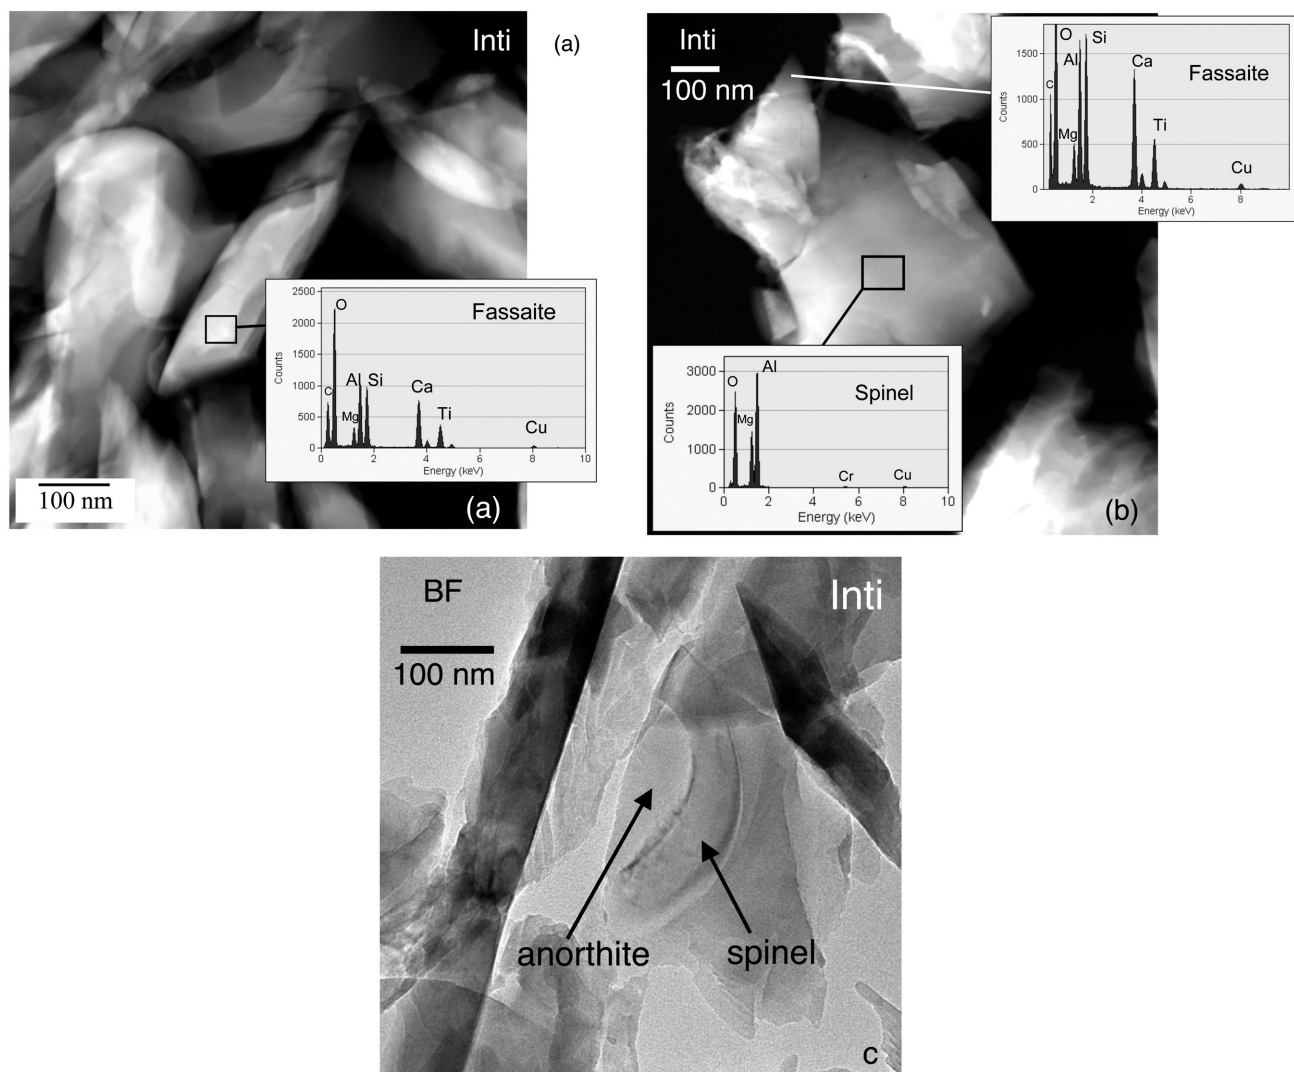 Inti
(a)
Fassaite
2500
2000
1500
1000
500
0
Counts
O
C
Mg
Al
Si
Ca
Ti
Cu
0 2 4 6 8 10
Energy (keV)
100 nm
(a)
Inti
100 nm
Fassaite
1500
1000
500
0
Counts
O
Al
Si
C
Mg
Ca
Ti
Cu
2 4 6 8
Energy (keV)
Spinel
3000
2000
1000
0
Counts
O
Mg
Al
Cr
Cu
0 2 4 6 8 10
Energy (keV)
(b)
BF
Inti
100 nm
anorthite
spinel
c